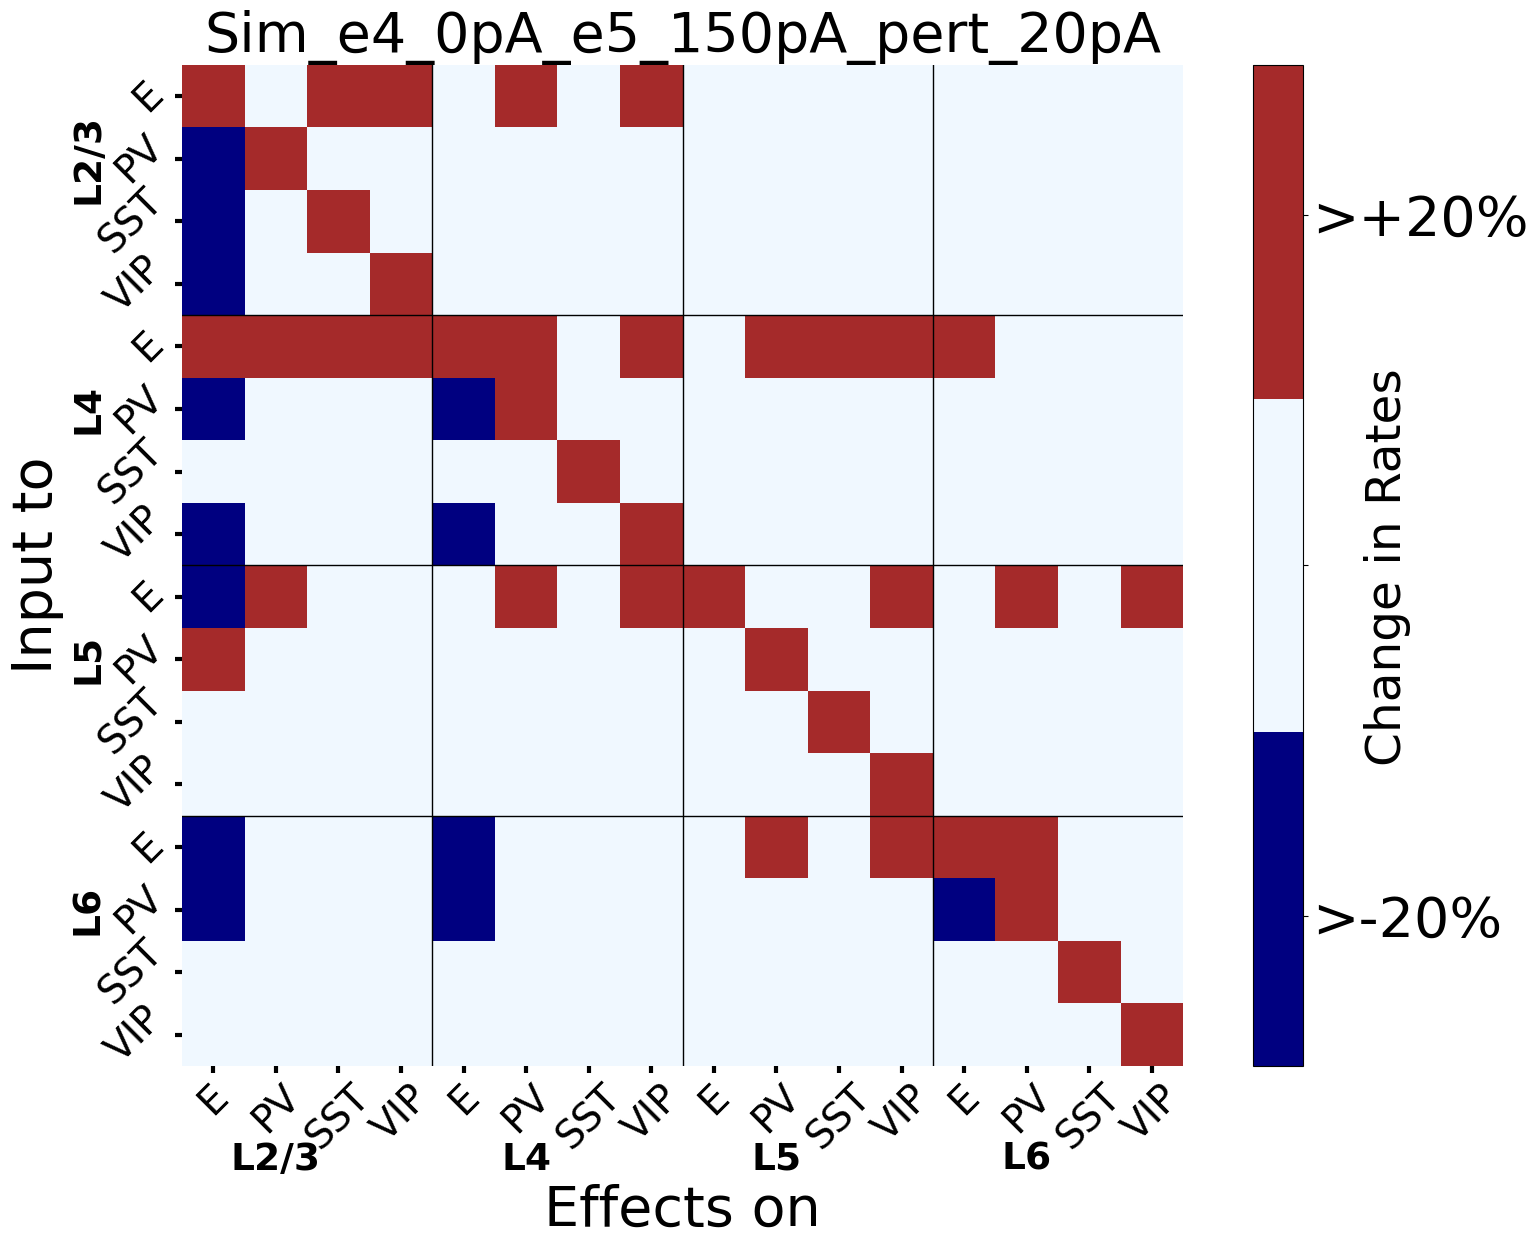 Sim_e4_0pA_e5_150pA_pert_20pA
Input to
L2/3
E
PV
SST
VIP
L4
E
PV
SST
VIP
L5
E
PV
SST
VIP
L6
E
PV
SST
VIP
E PV SST VIP E PV SST VIP E PV SST VIP E PV SST VIP
L2/3 L4 L5 L6
Effects on
>+20%
>-20%
Change in Rates